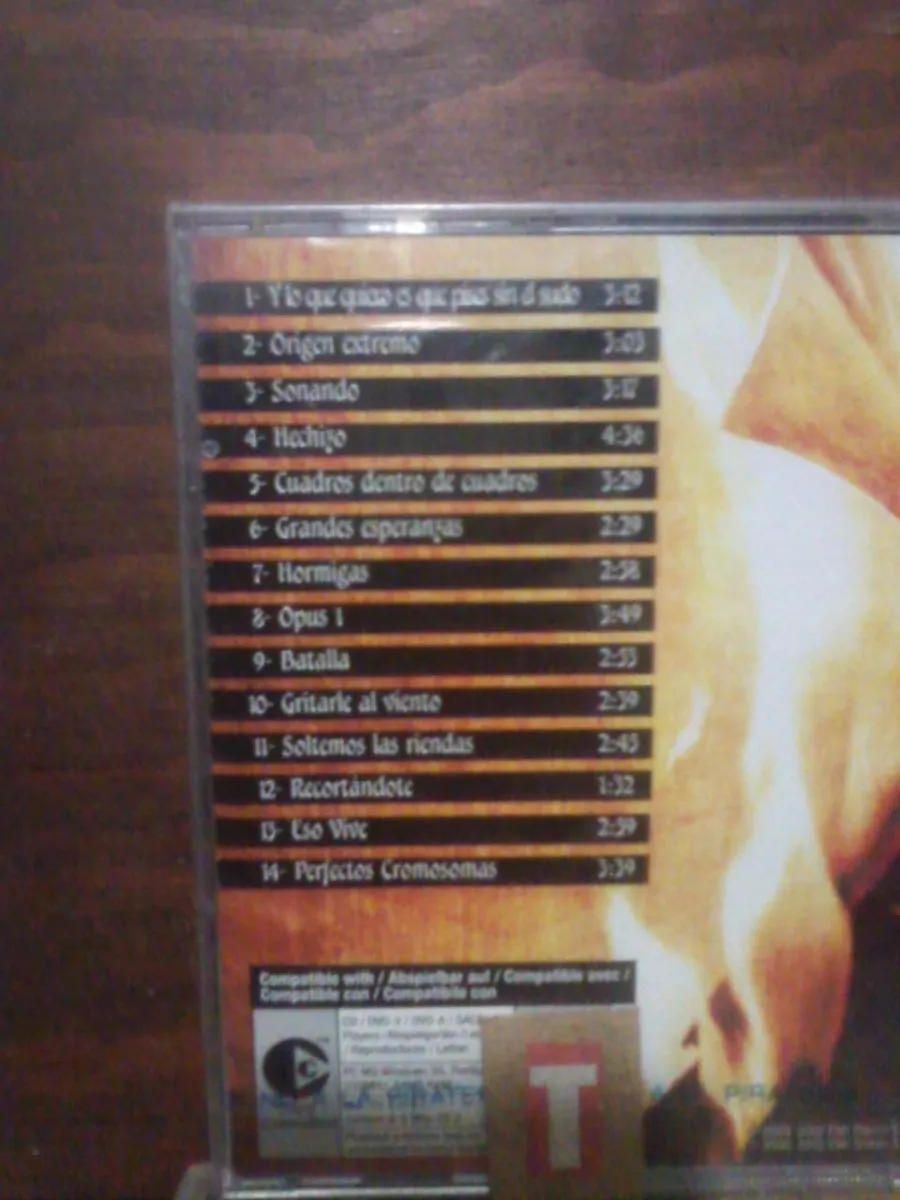 1- Y lo que quiero es que pises sin el suelo 3:12
2- Origen extremo 3:03
3- Sonando 3:17
4- Hechizo 4:36
5- Cuadros dentro de cuadros 3:29
6- Grandes esperanzas 2:29
7- Hormigas 2:58
8- Opus 1 3:49
9- Batalla 2:53
10- Gritarle al viento 2:39
11- Soltemos las riendas 2:45
12- Recortándote 1:32
13- Eso Vive 2:39
14- Perfectos Cromosomas 3:39
Compatible with / Abspielbar auf / Compatible avec /
Compatible con / Compatibile con
T